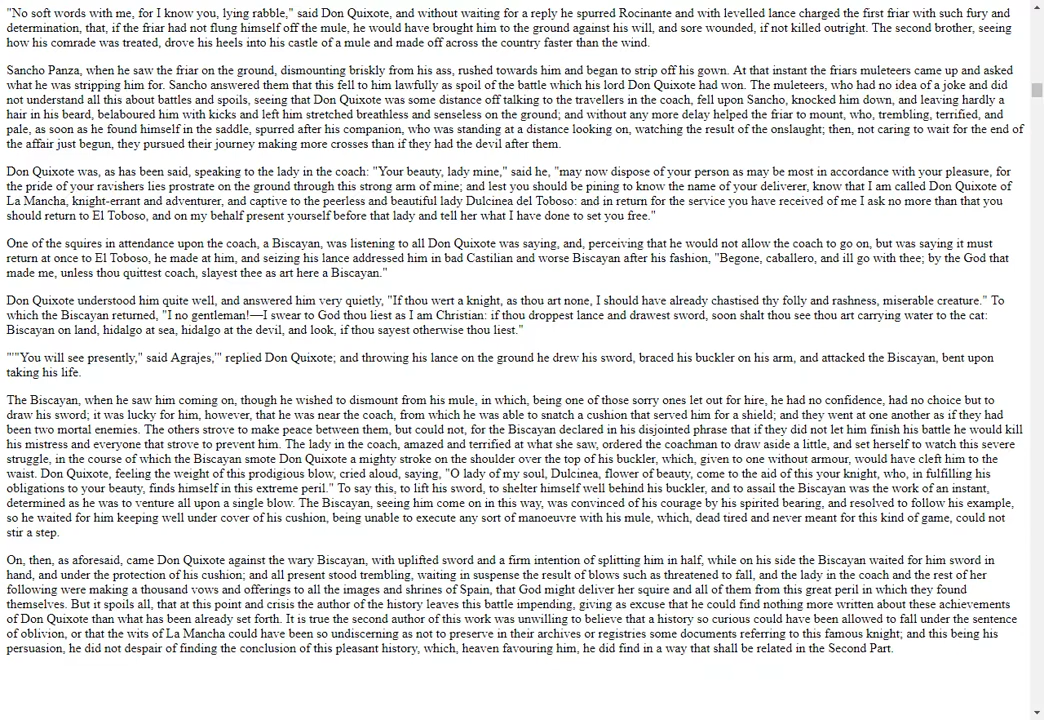 "No soft words with me, for I know you, lying rabble," said Don Quixote, and without waiting for a reply he spurred Rocinante and with levelled lance charged the first friar with such fury and
determination, that, if the friar had not flung himself off the mule, he would have brought him to the ground against his will, and sore wounded, if not killed outright. The second brother, seeing
how his comrade was treated, drove his heels into his castle of a mule and made off across the country faster than the wind.
Sancho Panza, when he saw the friar on the ground, dismounting briskly from his ass, rushed towards him and began to strip off his gown. At that instant the friars muleteers came up and asked
what he was stripping him for. Sancho answered them that this fell to him lawfully as spoil of the battle which his lord Don Quixote had won. The muleteers, who had no idea of a joke and did
not understand all this about battles and spoils, seeing that Don Quixote was some distance off talking to the travellers in the coach, fell upon Sancho, knocked him down, and leaving hardly a
hair in his beard, belaboured him with kicks and left him stretched breathless and senseless on the ground; and without any more delay helped the friar to mount, who, trembling, terrified, and
pale, as soon as he found himself in the saddle, spurred after his companion, who was standing at a distance looking on, watching the result of the onslaught; then, not caring to wait for the end of
the affair just begun, they pursued their journey making more crosses than if they had the devil after them.
Don Quixote was, as has been said, speaking to the lady in the coach: "Your beauty, lady mine," said he, "may now dispose of your person as may be most in accordance with your pleasure, for
the pride of your ravishers lies prostrate on the ground through this strong arm of mine; and lest you should be pining to know the name of your deliverer, know that I am called Don Quixote of
La Mancha, knight-errant and adventurer, and captive to the peerless and beautiful lady Dulcinea del Toboso: and in return for the service you have received of me I ask no more than that you
should return to El Toboso, and on my behalf present yourself before that lady and tell her what I have done to set you free."
One of the squires in attendance upon the coach, a Biscayan, was listening to all Don Quixote was saying, and, perceiving that he would not allow the coach to go on, but was saying it must
return at once to El Toboso, he made at him, and seizing his lance addressed him in bad Castilian and worse Biscayan after his fashion, "Begone, caballero, and ill go with thee; by the God that
made me, unless thou quittest coach, slayest thee as art here a Biscayan."
Don Quixote understood him quite well, and answered him very quietly, "If thou wert a knight, as thou art none, I should have already chastised thy folly and rashness, miserable creature." To
which the Biscayan returned, "I no gentleman!—I swear to God thou liest as I am Christian: if thou droppest lance and drawest sword, soon shalt thou see thou art carrying water to the cat:
Biscayan on land, hidalgo at sea, hidalgo at the devil, and look, if thou sayest otherwise thou liest."
"'"You will see presently," said Agrajes,'" replied Don Quixote; and throwing his lance on the ground he drew his sword, braced his buckler on his arm, and attacked the Biscayan, bent upon
taking his life.
The Biscayan, when he saw him coming on, though he wished to dismount from his mule, in which, being one of those sorry ones let out for hire, he had no confidence, had no choice but to
draw his sword; it was lucky for him, however, that he was near the coach, from which he was able to snatch a cushion that served him for a shield; and they went at one another as if they had
been two mortal enemies. The others strove to make peace between them, but could not, for the Biscayan declared in his disjointed phrase that if they did not let him finish his battle he would kill
his mistress and everyone that strove to prevent him. The lady in the coach, amazed and terrified at what she saw, ordered the coachman to draw aside a little, and set herself to watch this severe
struggle, in the course of which the Biscayan smote Don Quixote a mighty stroke on the shoulder over the top of his buckler, which, given to one without armour, would have cleft him to the
waist. Don Quixote, feeling the weight of this prodigious blow, cried aloud, saying, "O lady of my soul, Dulcinea, flower of beauty, come to the aid of this your knight, who, in fulfilling his
obligations to your beauty, finds himself in this extreme peril." To say this, to lift his sword, to shelter himself well behind his buckler, and to assail the Biscayan was the work of an instant,
determined as he was to venture all upon a single blow. The Biscayan, seeing him come on in this way, was convinced of his courage by his spirited bearing, and resolved to follow his example,
so he waited for him keeping well under cover of his cushion, being unable to execute any sort of manoeuvre with his mule, which, dead tired and never meant for this kind of game, could not
stir a step.
On, then, as aforesaid, came Don Quixote against the wary Biscayan, with uplifted sword and a firm intention of splitting him in half, while on his side the Biscayan waited for him sword in
hand, and under the protection of his cushion; and all present stood trembling, waiting in suspense the result of blows such as threatened to fall, and the lady in the coach and the rest of her
following were making a thousand vows and offerings to all the images and shrines of Spain, that God might deliver her squire and all of them from this great peril in which they found
themselves. But it spoils all, that at this point and crisis the author of the history leaves this battle impending, giving as excuse that he could find nothing more written about these achievements
of Don Quixote than what has been already set forth. It is true the second author of this work was unwilling to believe that a history so curious could have been allowed to fall under the sentence
of oblivion, or that the wits of La Mancha could have been so undiscerning as not to preserve in their archives or registries some documents referring to this famous knight; and this being his
persuasion, he did not despair of finding the conclusion of this pleasant history, which, heaven favouring him, he did find in a way that shall be related in the Second Part.